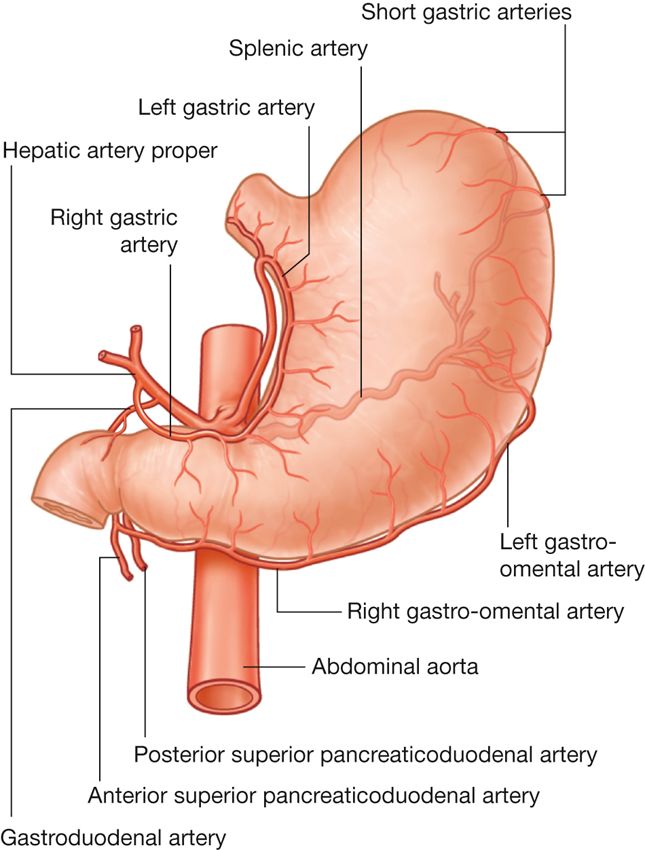 Short gastric arteries
Splenic artery
Left gastric artery
Hepatic artery proper
Right gastric
artery
Left gastro-
omental artery
Right gastro-omental artery
Abdominal aorta
Posterior superior pancreaticoduodenal artery
Anterior superior pancreaticoduodenal artery
Gastroduodenal artery